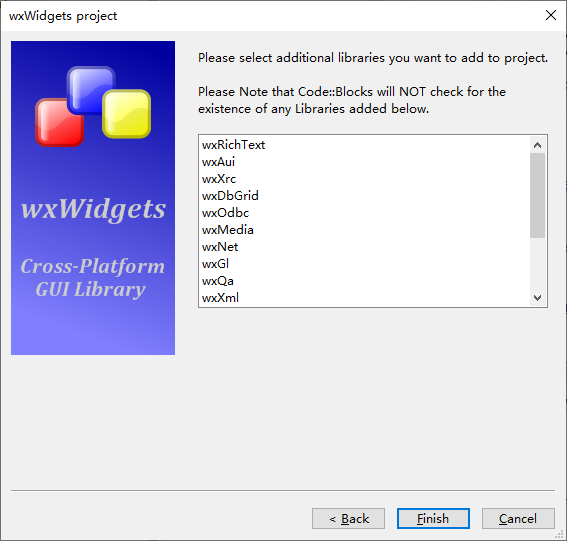 wxWidgets project
Please select additional libraries you want to add to project.
Please Note that Code::Blocks will NOT check for the
existence of any Libraries added below.
wxWidgets
Cross-Platform
GUI Library
wxRichText
wxAui
wxXrc
wxDbGrid
wxOdbc
wxMedia
wxNet
wxGl
wxQa
wxXml
< Back
Finish
Cancel